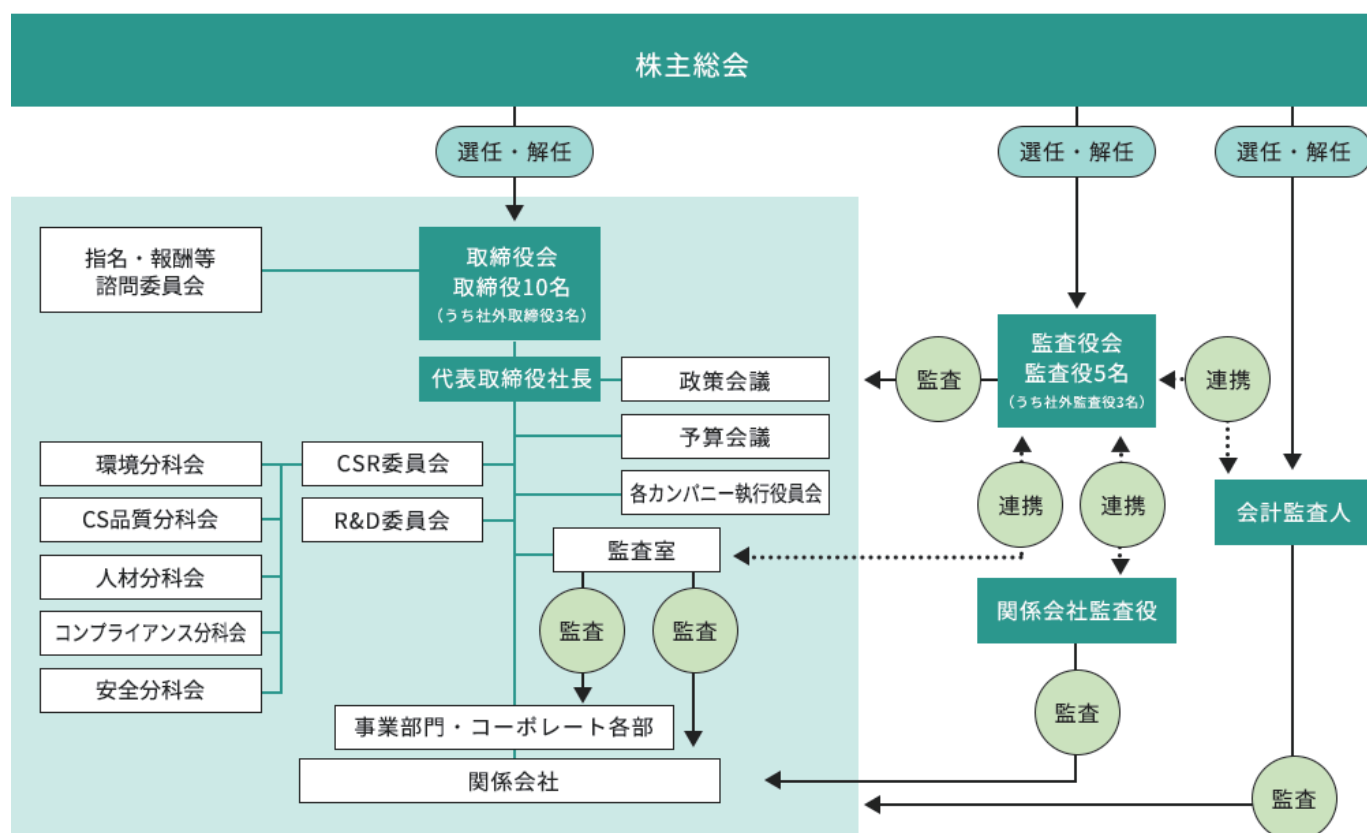 株主総会
選任・解任
選任・解任
選任・解任
指名・報酬等
諮問委員会
取締役会
取締役10名
（うち社外取締役3名）
監査役会
監査役5名
（うち社外監査役3名）
監査
連携
代表取締役社長
政策会議
予算会議
環境分科会
CSR委員会
各カンパニー執行役員会
CS品質分科会
R&D委員会
連携
連携
会計監査人
監査室
人材分科会
関係会社監査役
コンプライアンス分科会
監査
監査
安全分科会
監査
事業部門・コーポレート各部
関係会社
監査